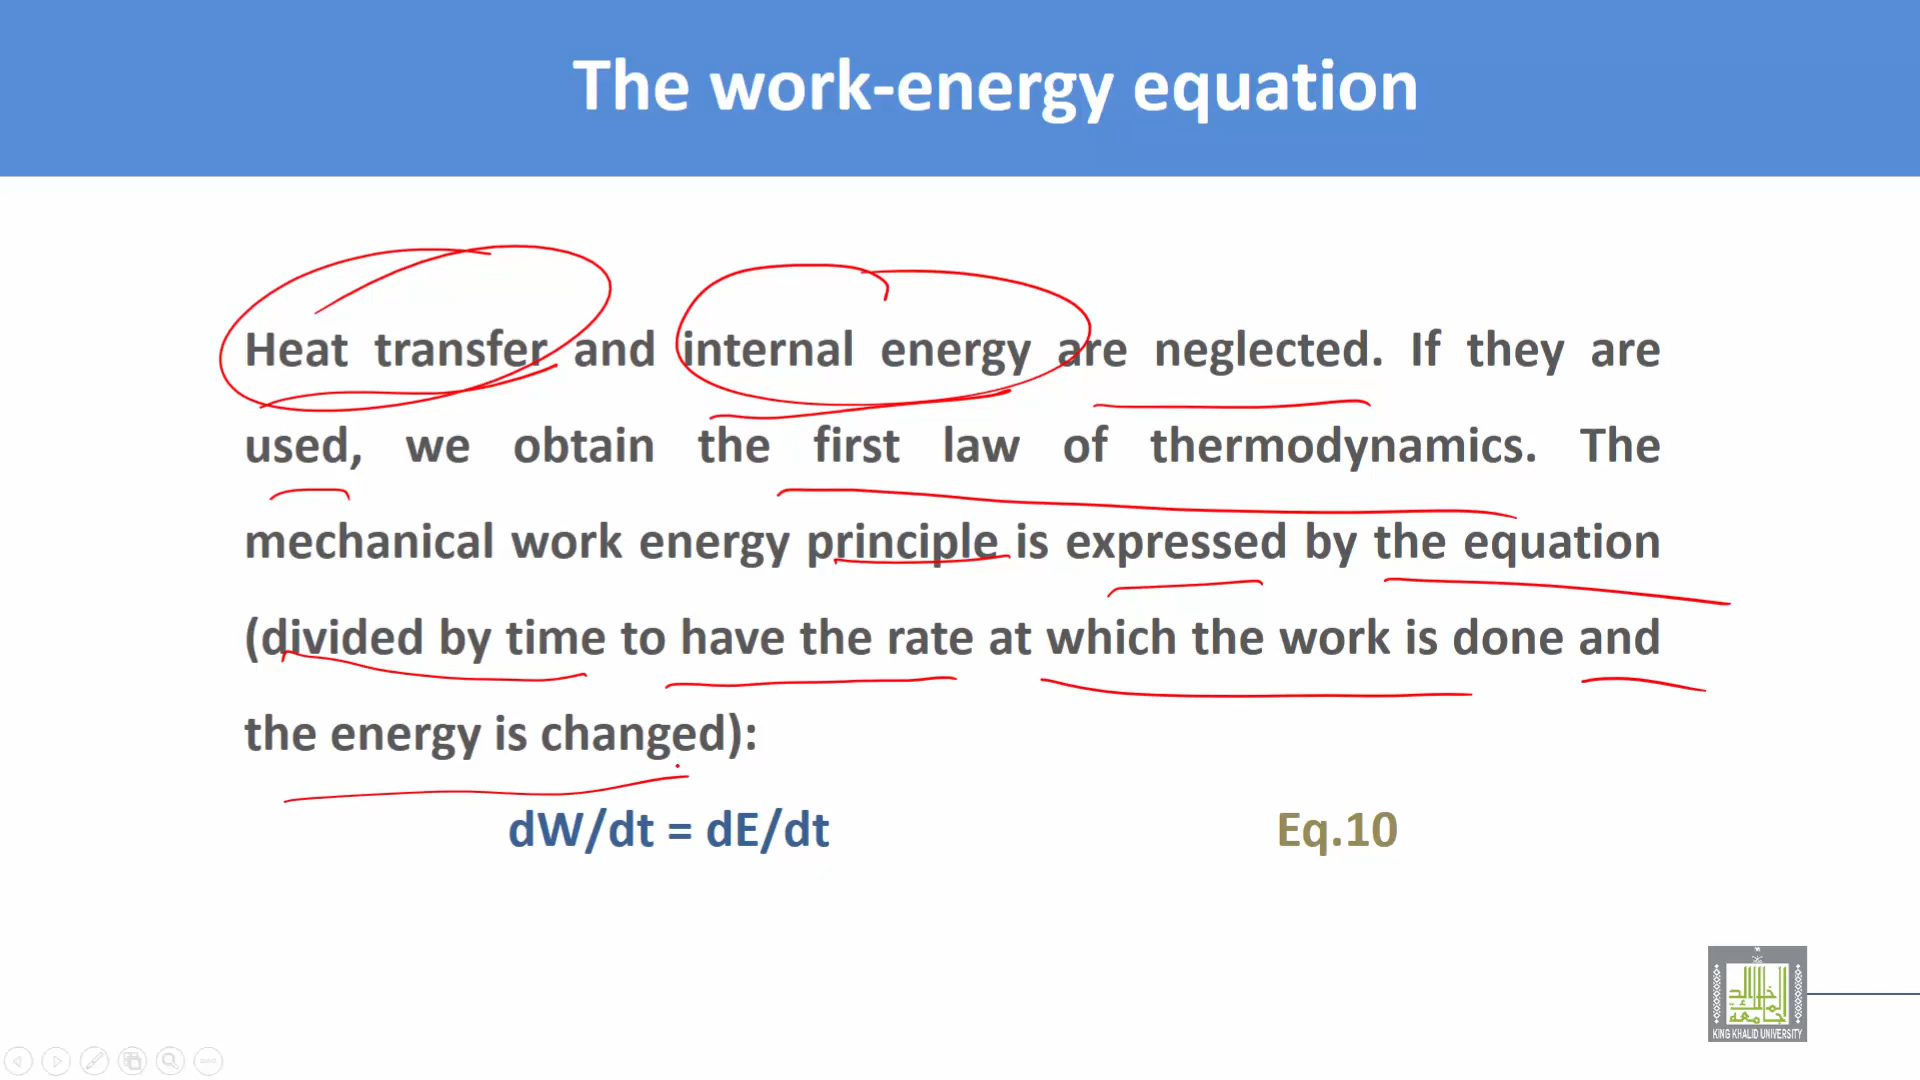 The work-energy equation
Heat transfer and internal energy are neglected. If they are
used, we obtain the first law of thermodynamics. The
mechanical work energy principle is expressed by the equation
(divided by time to have the rate at which the work is done and
the energy is changed):
dW/dt = dE/dt Eq.10
KING KHALID UNIVERSITY